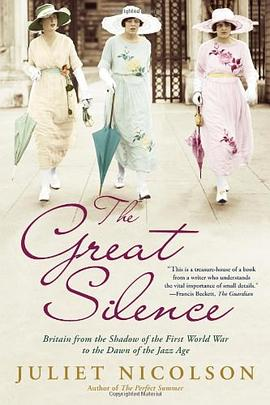 The
Great
Silence
"This is a treasure-house of a book
from a writer who understands
the vital importance of small details."
—Francis Beckett, The Guardian
Britain from the Shadow of the First World War
to the Dawn of the Jazz Age
JULIET NICOLSON
Author of The Perfect Summer